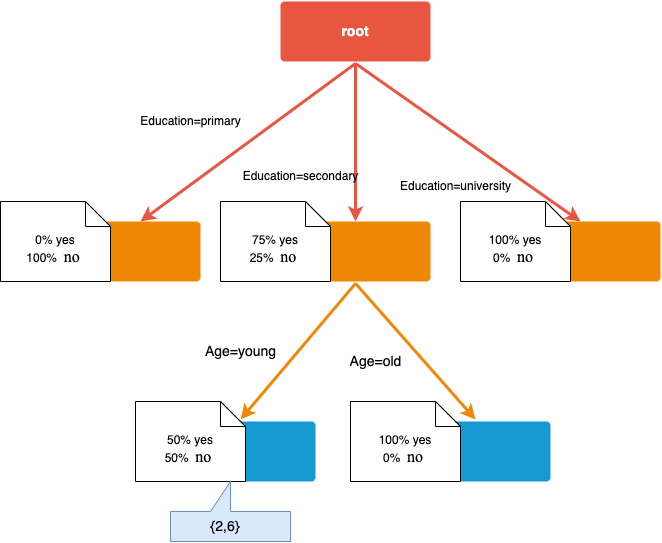 root
Education=primary
Education=secondary
Education=university
0% yes
100% no
75% yes
25% no
100% yes
0% no
Age=young
Age=old
50% yes
50% no
100% yes
0% no
{2,6}